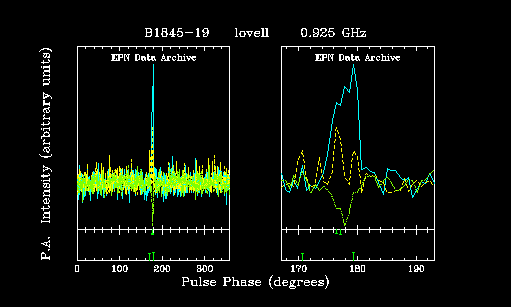 B1845-19 lovell 0.925 GHz
EPN Data Archive EPN Data Archive
P.A. Intensity (arbitrary units)
0 100 200 300 170 180 190
Pulse Phase (degrees)